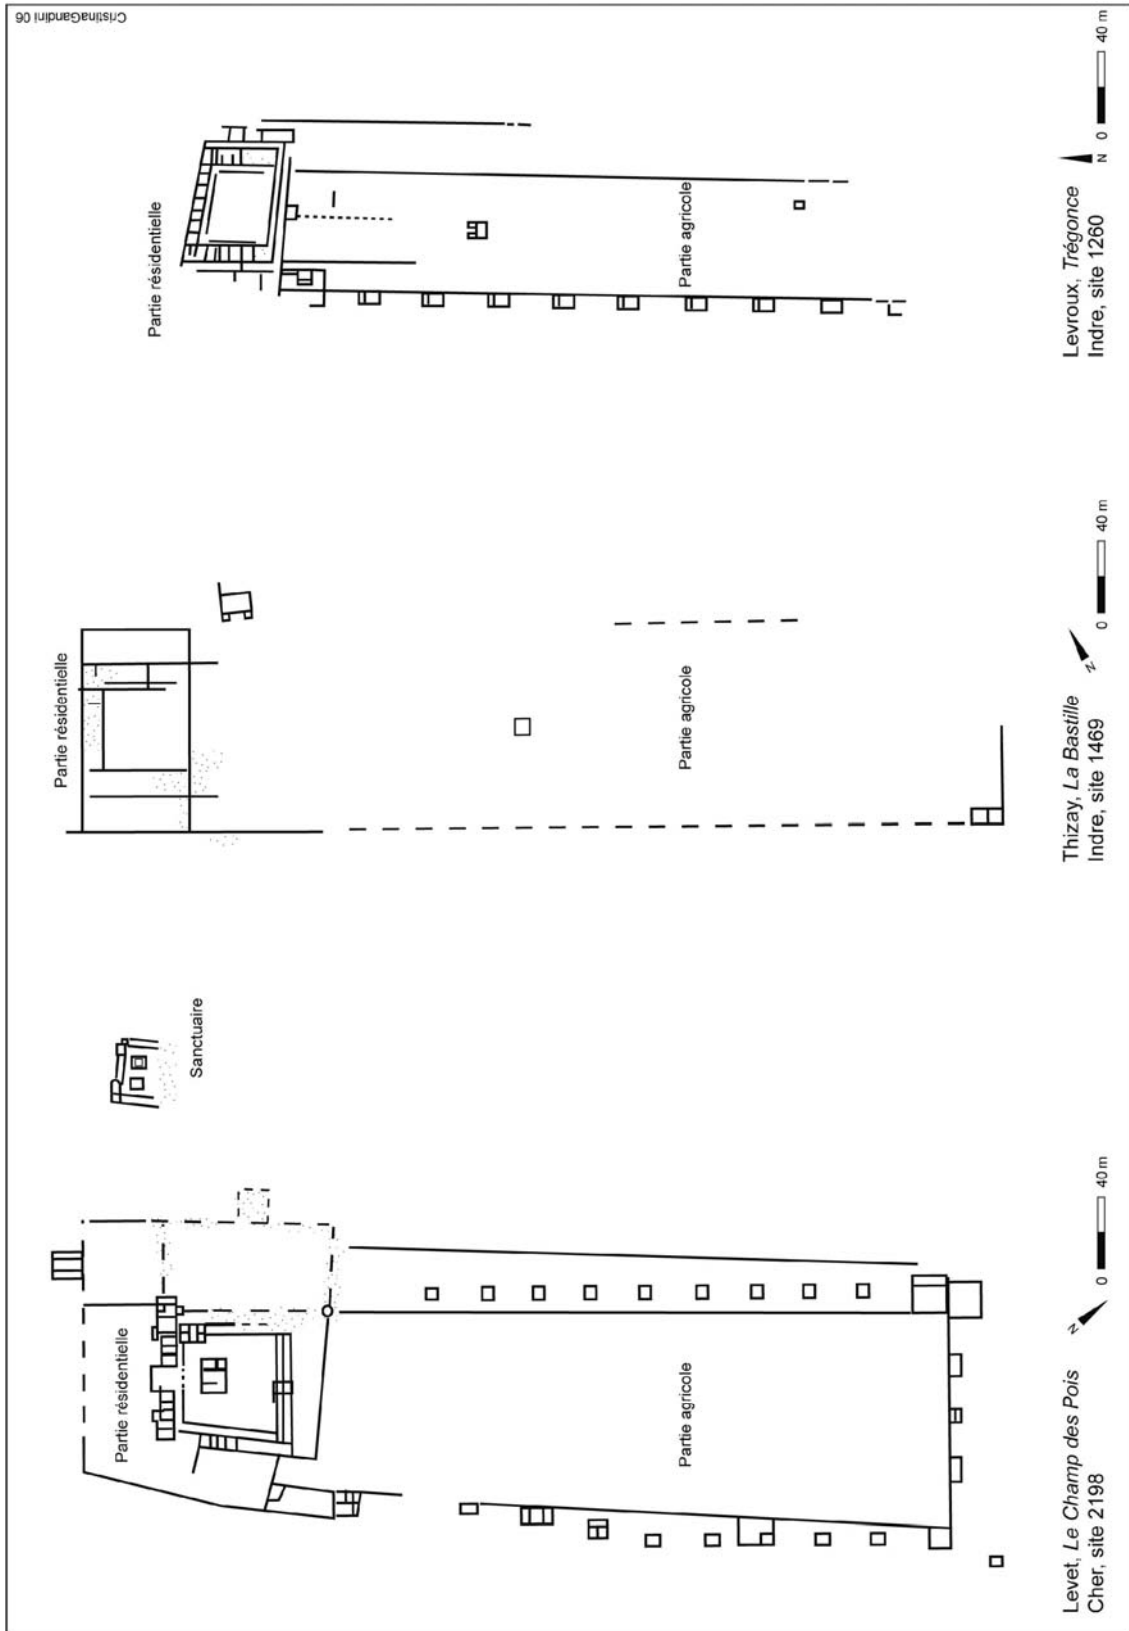 CristinaGandini 06
Partie résidentielle
Partie agricole
Levroux, Trégonce
Indre, site 1260
N
0 40 m
Partie résidentielle
Partie agricole
Thizay, La Bastille
Indre, site 1469
N
0 40 m
Sanctuaire
Partie résidentielle
Partie agricole
Levet, Le Champ des Pois
Cher, site 2198
N
0 40 m